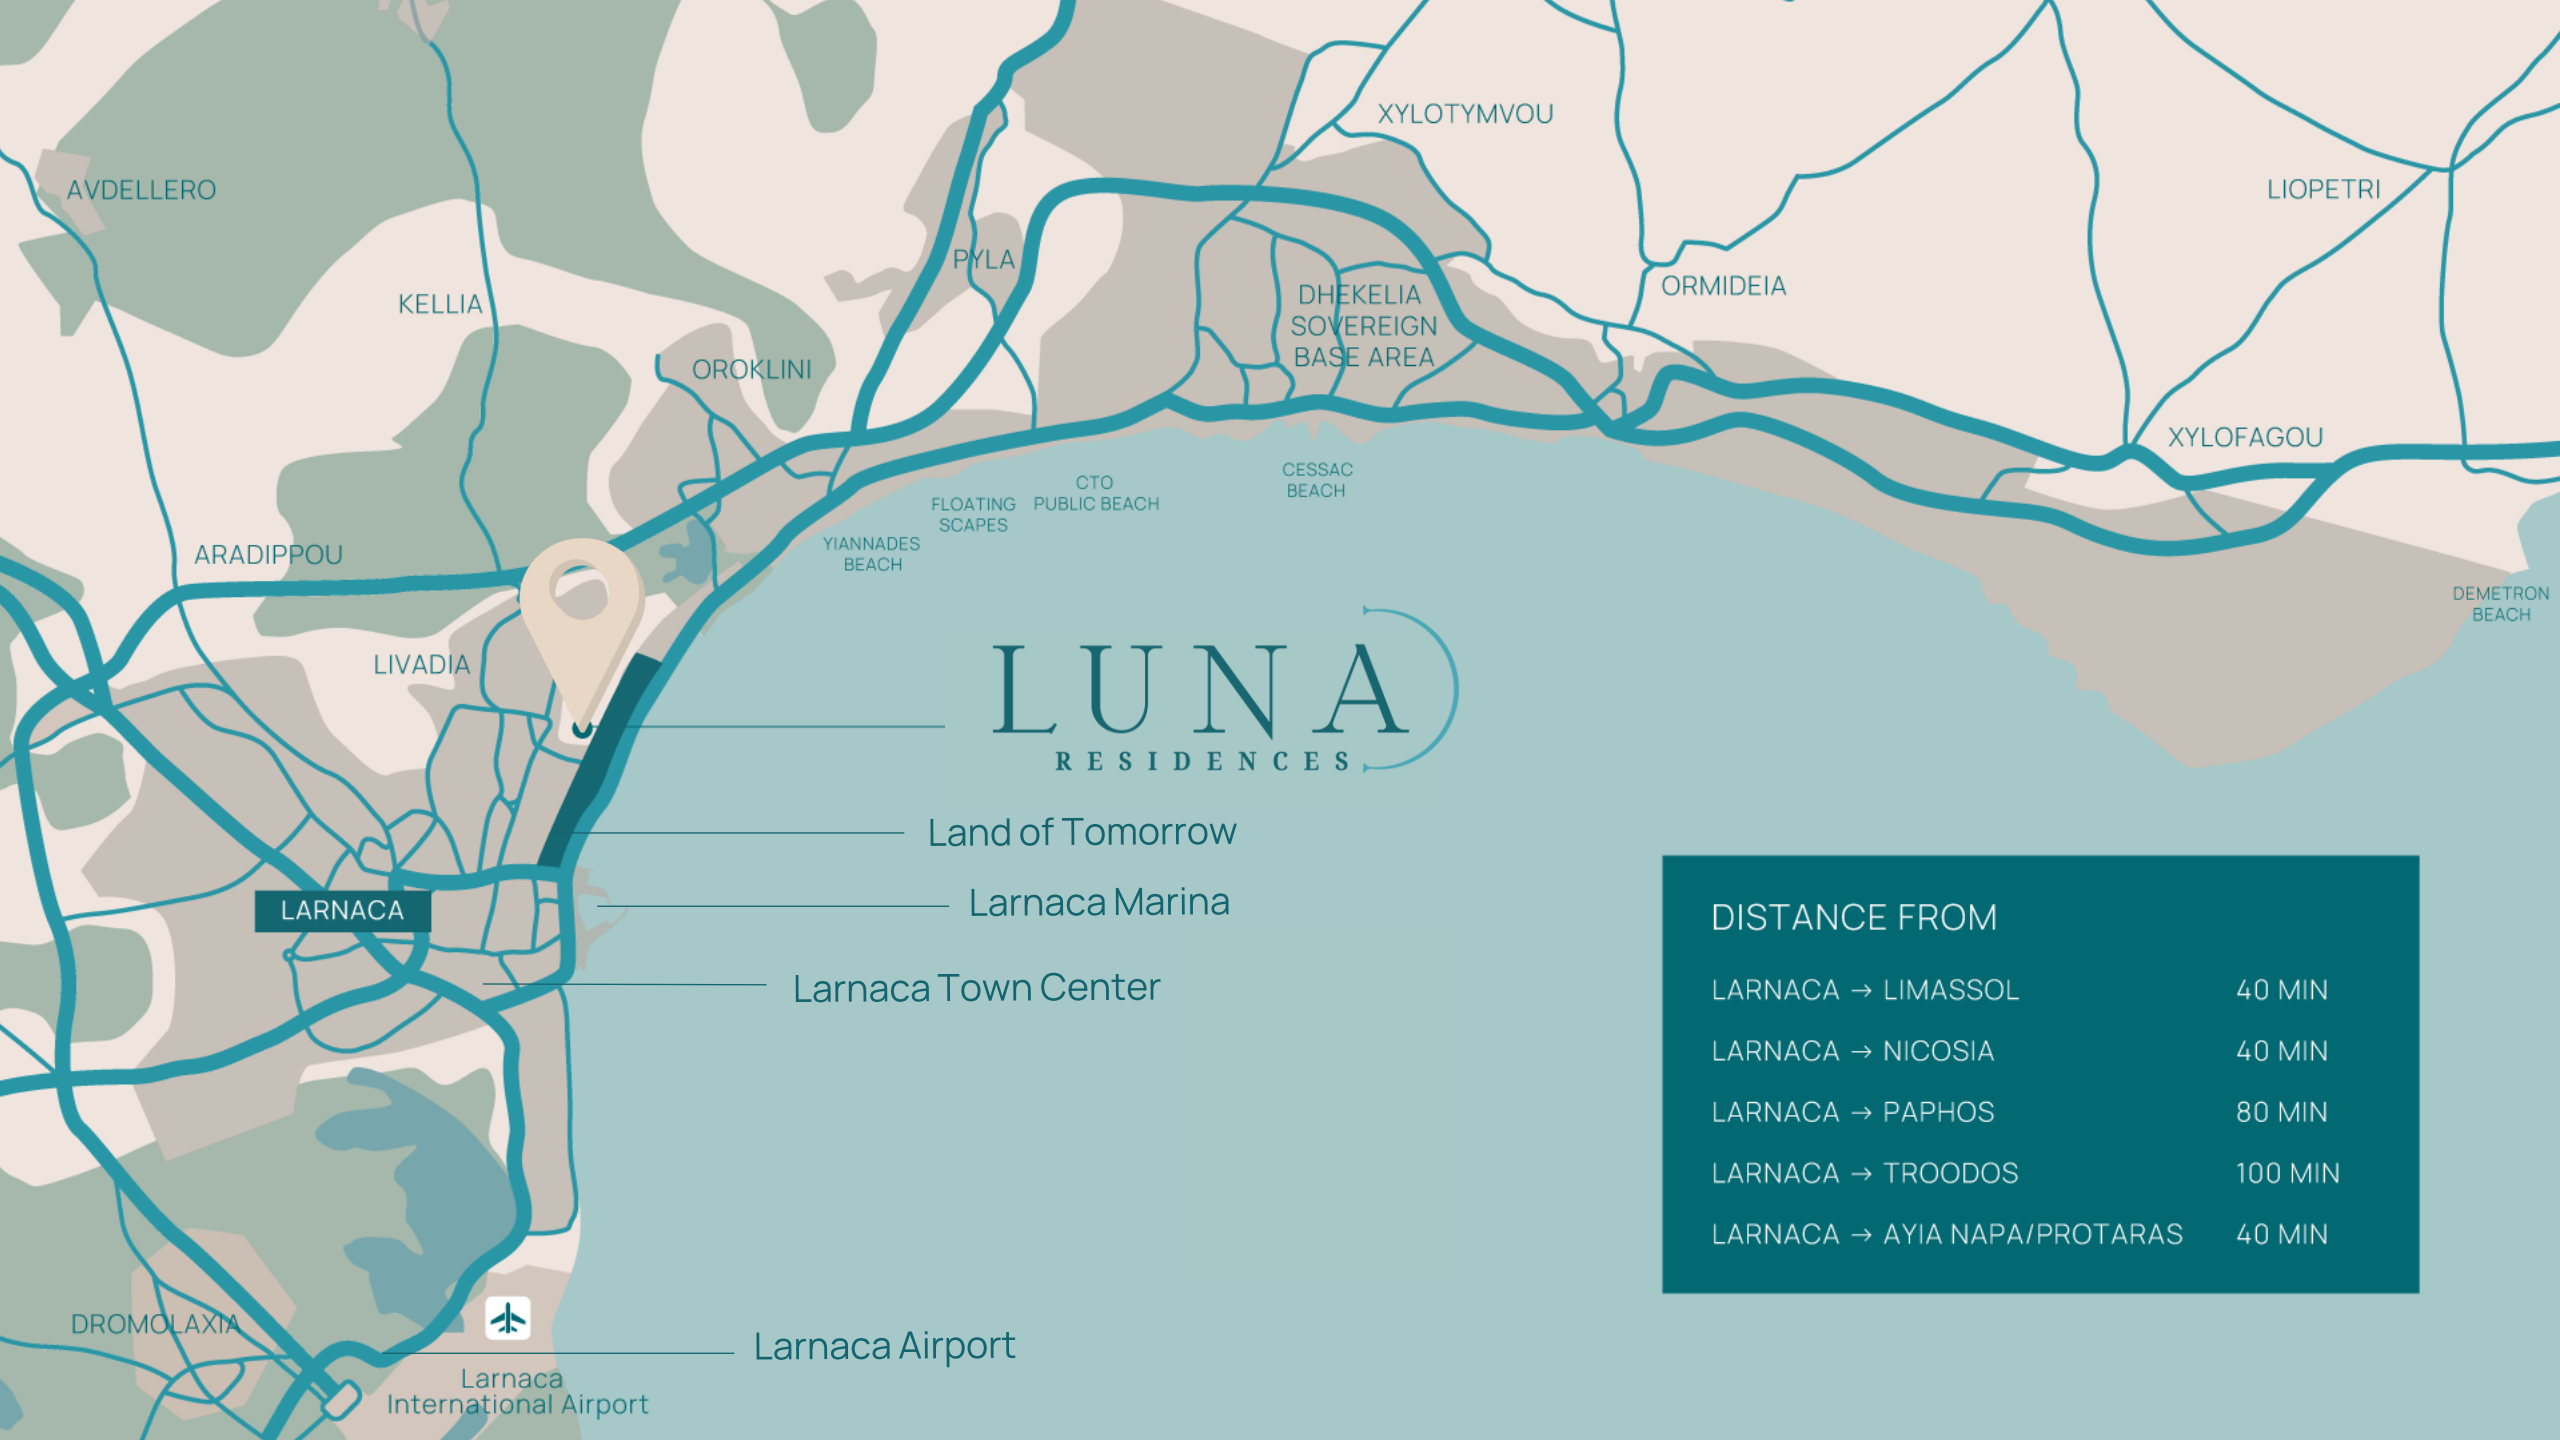 XYLOTYMVOU
AVDELLERO
LIOPETRI
PYLA
ORMIDEIA
KELLIA
DHEKELIA
SOVEREIGN
BASE AREA
OROKLINI
XYLOFAGOU
CESSAC
BEACH
CTO
PUBLIC BEACH
FLOATING
SCAPES
YIANNADES
BEACH
ARADIPPOU
DEMETRON
BEACH
LIVADIA
LUNA
RESIDENCES
Land of Tomorrow
Larnaca Marina
LARNACA
Larnaca Town Center
DISTANCE FROM
LARNACA → LIMASSOL 40 MIN
LARNACA → NICOSIA 40 MIN
LARNACA → PAPHOS 80 MIN
LARNACA → TROODOS 100 MIN
LARNACA → AYIA NAPA/PROTARAS 40 MIN
DROMOLAXIA
Larnaca Airport
Larnaca
International Airport